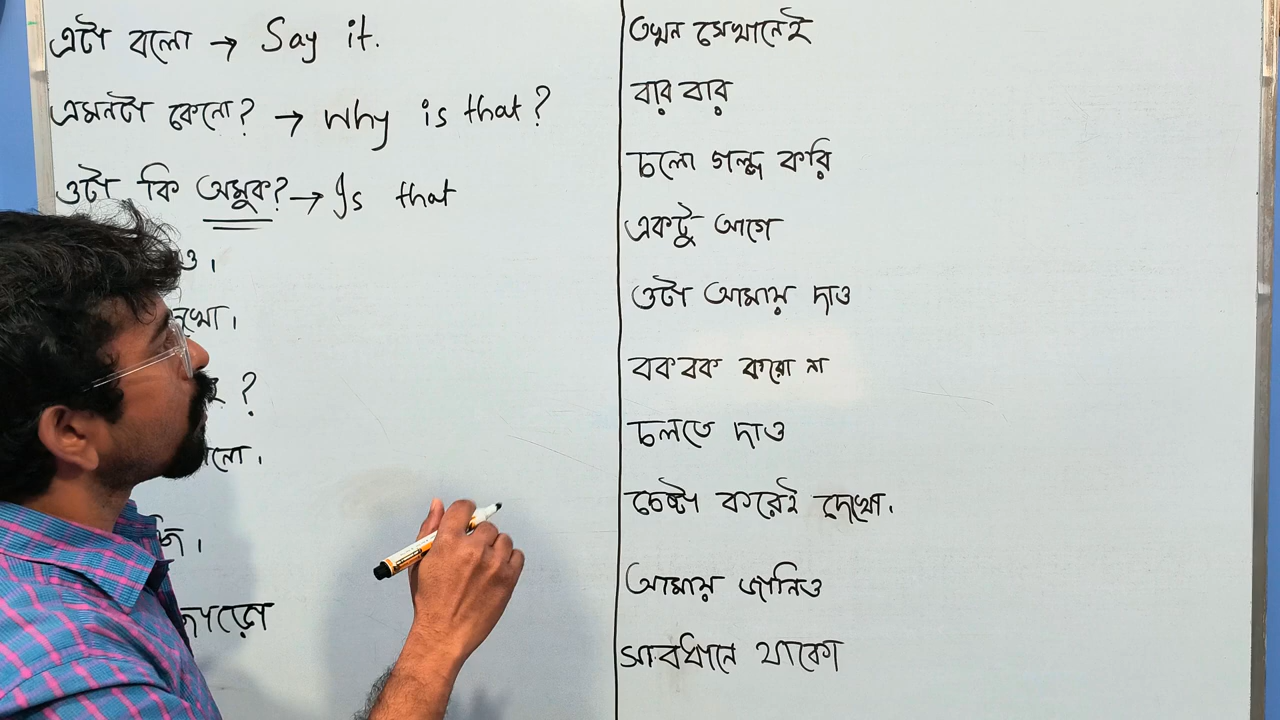 এটা বলো → Say it.
এমনটা কেনো? → Why is that?
ওটা কি অমুক? → Is that
ও।
খো।
?
লো.
জি।
তখন সেখানেই
বার বার
চলো গল্প করি
একটু আগে
ওটা আমায় দাও
বকবক করো না
চলতে দাও
চেষ্টা করেই দেখো.
আমায় জানিও
সাবধানে থাকো